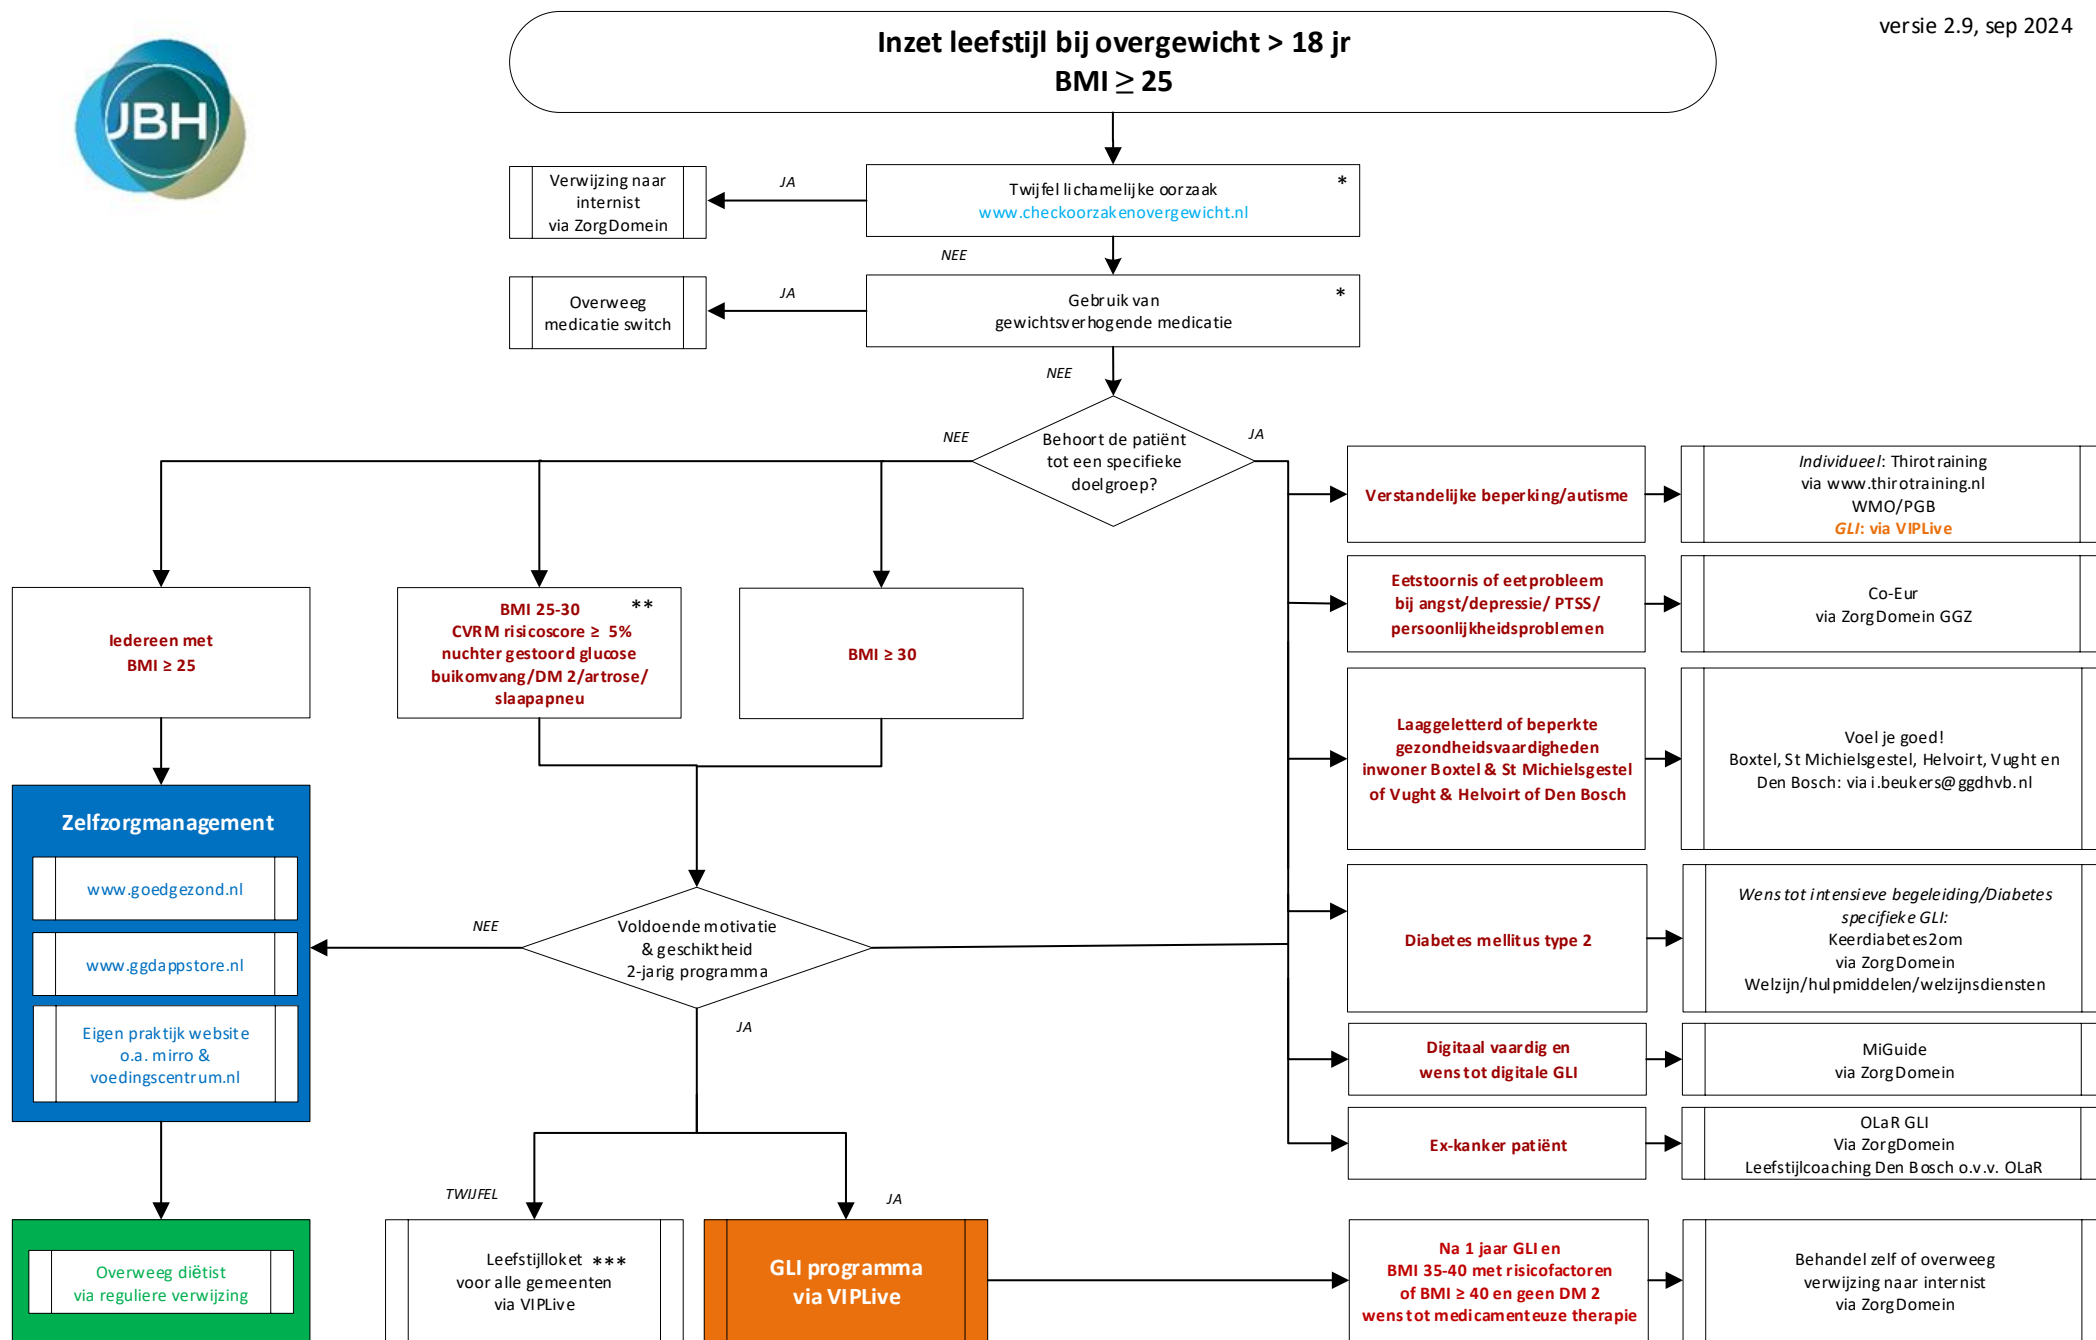 versie 2.9, sep 2024
JBH
Inzet leefstijl bij overgewicht > 18 jr
BMI ≥ 25
Verwijzing naar
internist
via ZorgDomein
JA
Twijfel lichamelijke oorzaak *
www.checkoorzakenovergewicht.nl
NEE
Overweeg
medicatie switch
JA
Gebruik van *
gewichtsverhogende medicatie
NEE
NEE
Behoort de patiënt
tot een specifieke
doelgroep?
JA
Verstandelijke beperking/autisme
Individueel: Thirotraining
via www.thirotraining.nl
WMO/PGB
GLI: via VIPLive
Iedereen met
BMI ≥ 25
BMI 25-30 **
CVRM risicoscore ≥ 5%
nuchter gestoord glucose
buikomvang/DM 2/artrose/
slaapapneu
BMI ≥ 30
Eetstoornis of eetprobleem
bij angst/depressie/ PTSS/
persoonlijkheidsproblemen
Co-Eur
via ZorgDomein GGZ
Laaggeletterd of beperkte
gezondheidsvaardigheden
inwoner Boxtel & St Michielsgestel
of Vught & Helvoirt of Den Bosch
Voel je goed!
Boxtel, St Michielsgestel, Helvoirt, Vught en
Den Bosch: via i.beukers@ggdhvb.nl
Zelfzorgmanagement
www.goedgezond.nl
www.ggdappstore.nl
Eigen praktijk website
o.a. mirro &
voedingscentrum.nl
NEE
Voldoende motivatie
& geschiktheid
2-jarig programma
JA
Diabetes mellitus type 2
Wens tot intensieve begeleiding/Diabetes
specifieke GLI:
Keerdiabetes2om
via ZorgDomein
Welzijn/hulpmiddelen/welzijnsdiensten
Digitaal vaardig en
wens tot digitale GLI
MiGuide
via ZorgDomein
Ex-kanker patiënt
OLaR GLI
Via ZorgDomein
Leefstijlcoaching Den Bosch o.v.v. OLaR
TWIJFEL
JA
Overweeg diëtist
via reguliere verwijzing
Leefstijlloket ***
voor alle gemeenten
via VIPLive
GLI programma
via VIPLive
Na 1 jaar GLI en
BMI 35-40 met risicofactoren
of BMI ≥ 40 en geen DM 2
wens tot medicamenteuze therapie
Behandel zelf of overweeg
verwijzing naar internist
via ZorgDomein